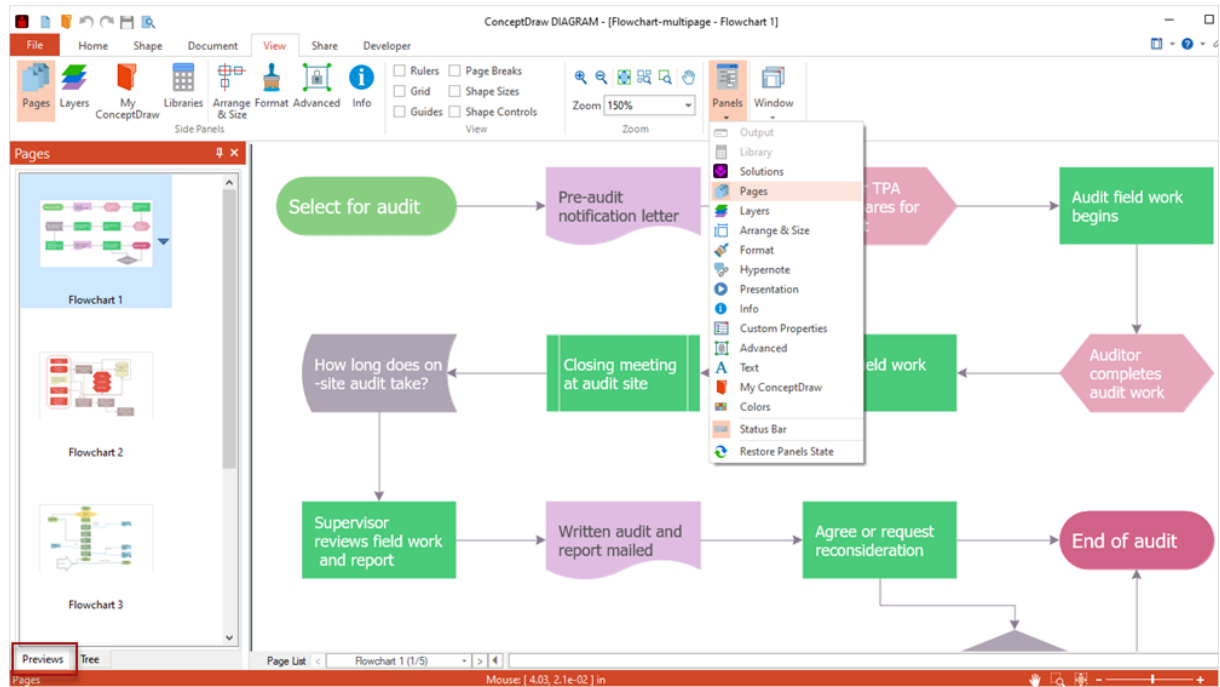 ConceptDraw DIAGRAM - [Flowchart-multipage - Flowchart 1]
File Home Shape Document View Share Developer
Pages
Layers
My
ConceptDraw
Libraries
Arrange
& Size
Format
Advanced
Info
Side Panels
Rulers
Page Breaks
Grid
Shape Sizes
Guides
Shape Controls
View
Zoom 150%
Zoom
Panels
Window
Output
Library
Solutions
Pages
Layers
Arrange & Size
Format
Hypernote
Presentation
Info
Custom Properties
Advanced
Text
My ConceptDraw
Colors
Status Bar
Restore Panels State
Pages
Flowchart 1
Flowchart 2
Flowchart 3
Previews
Tree
Select for audit
Pre-audit
notification letter
TPA
for
Audit field work
begins
How long does on
-site audit take?
Closing meeting
at audit site
work
Auditor
completes
audit work
Supervisor
reviews field work
and report
Written audit and
report mailed
Agree or request
reconsideration
End of audit
Page List < Flowchart 1 (1/5) >
Pages
Mouse: [ 4.03, 2.1e-02 ] in